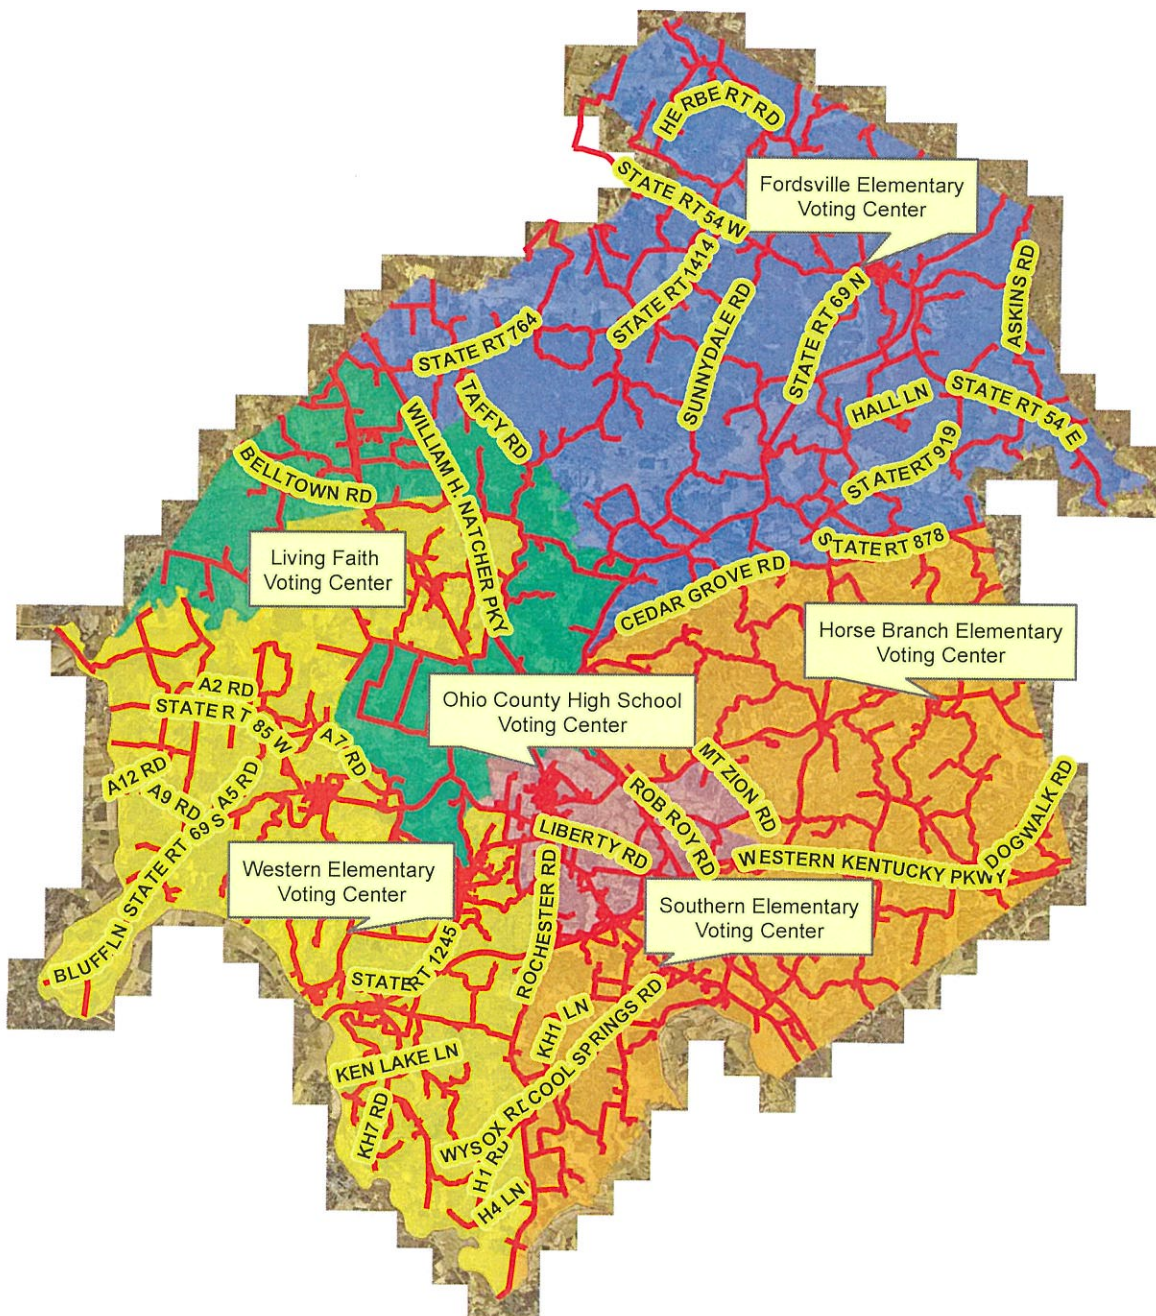 HERBERT RD
Fordsville Elementary
Voting Center
STATE RT 54 W
STATE RT 1414
ASKINS RD
STATE RT 69 N
SUNNYDALE RD
STATE RT 764
TAFFY RD
HALL LN
STATE RT 54 E
WILLIAM H. NATCHER PKY
STATE RT 919
BELLTOWN RD
STATE RT 878
Living Faith
Voting Center
CEDAR GROVE RD
Horse Branch Elementary
Voting Center
A2 RD
STATE R T 85 W
Ohio County High School
Voting Center
A7 RD
MT ZION RD
A12 RD
A9 RD
A5 RD
ROB ROY RD
DOGWALK RD
LIBERTY RD
STATE RT 69 S
WESTERN KENTUCKY PKWY
Western Elementary
Voting Center
ROCHESTER RD
Southern Elementary
Voting Center
BLUFF LN
STATE RT 1245
KH1 LN
COOL SPRINGS RD
KEN LAKE LN
KH7 RD
WYSOX RD
H1 RD
H4 LN